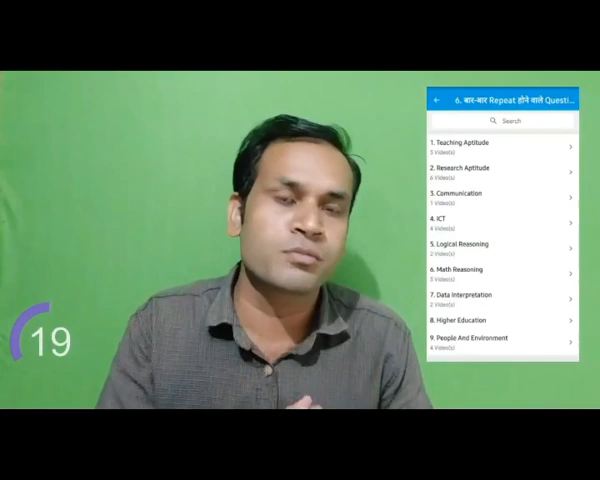 6. बार-बार Repeat होने वाले Questi...
Search
1. Teaching Aptitude
3 Video(s)
2. Research Aptitude
6 Video(s)
3. Communication
1 Video(s)
4. ICT
4 Video(s)
5. Logical Reasoning
2 Video(s)
6. Math Reasoning
3 Video(s)
7. Data Interpretation
2 Video(s)
8. Higher Education
9. People And Environment
4 Video(s)
19